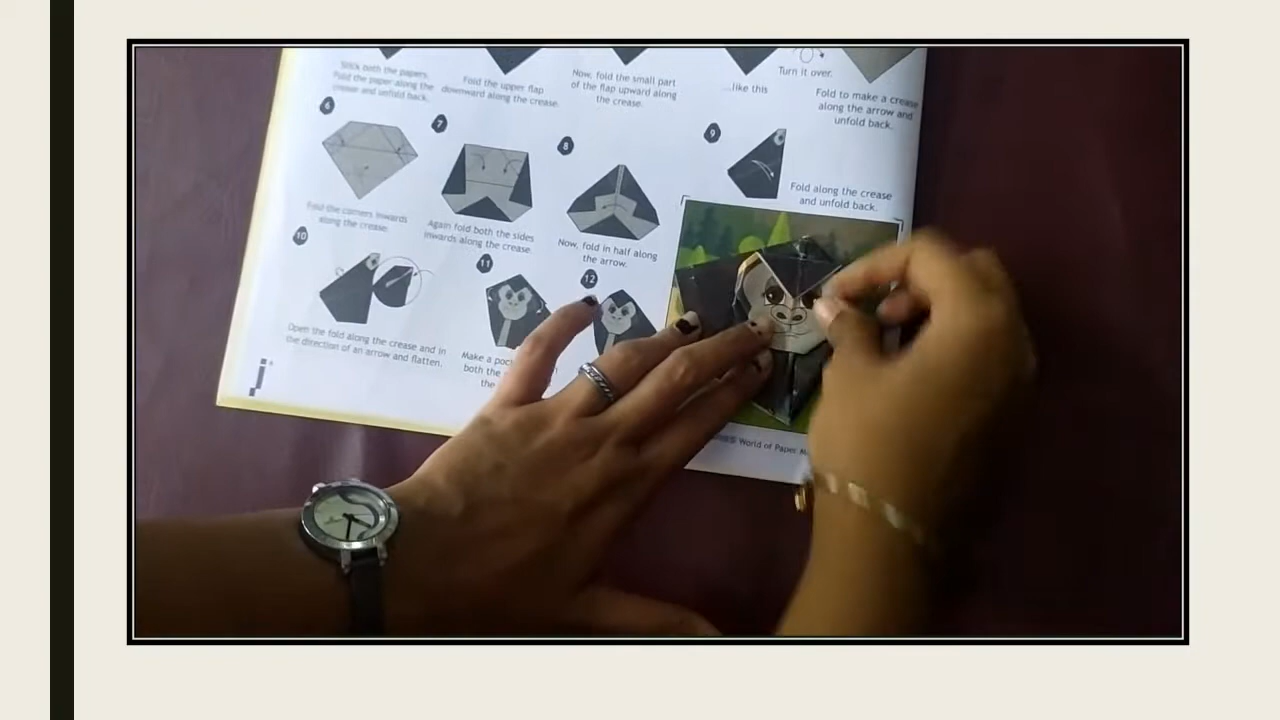 Stick both the papers.
Fold the paper along the
crease and unfold back.
Fold the upper flap
downward along the crease.
Now, fold the small part
of the flap upward along
the crease.
...like this
Turn it over.
Fold to make a crease
along the arrow and
unfold back.
6
Fold the corners inwards
along the crease.
7
Again fold both the sides
inwards along the crease.
8
Now, fold in half along
the arrow.
9
Fold along the crease
and unfold back.
10
Open the fold along the crease and in
the direction of an arrow and flatten.
11
Make a
both the
the
12
World of Paper